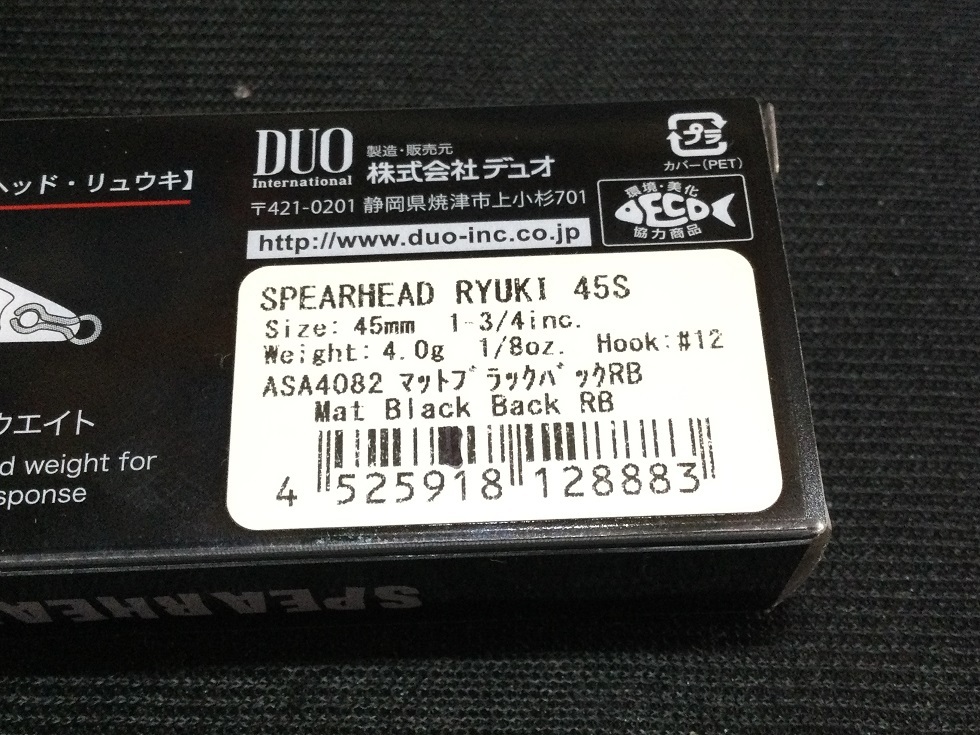 ヘッド・リュウキ】
DUO
International
製造・販売元
株式会社デュオ
〒421-0201 静岡県焼津市上小杉701
http://www.duo-inc.co.jp
プラ
カバー(PET)
環境・美化
ECO
協力商品
SPEARHEAD RYUKI 45S
Size: 45mm 1-3/4inc.
Weight: 4.0g 1/8oz. Hook:#12
ASA4082 マットブラックバックRB
Mat Black Back RB
4 525918 128883
ウエイト
d weight for
sponse
SPEARHEA